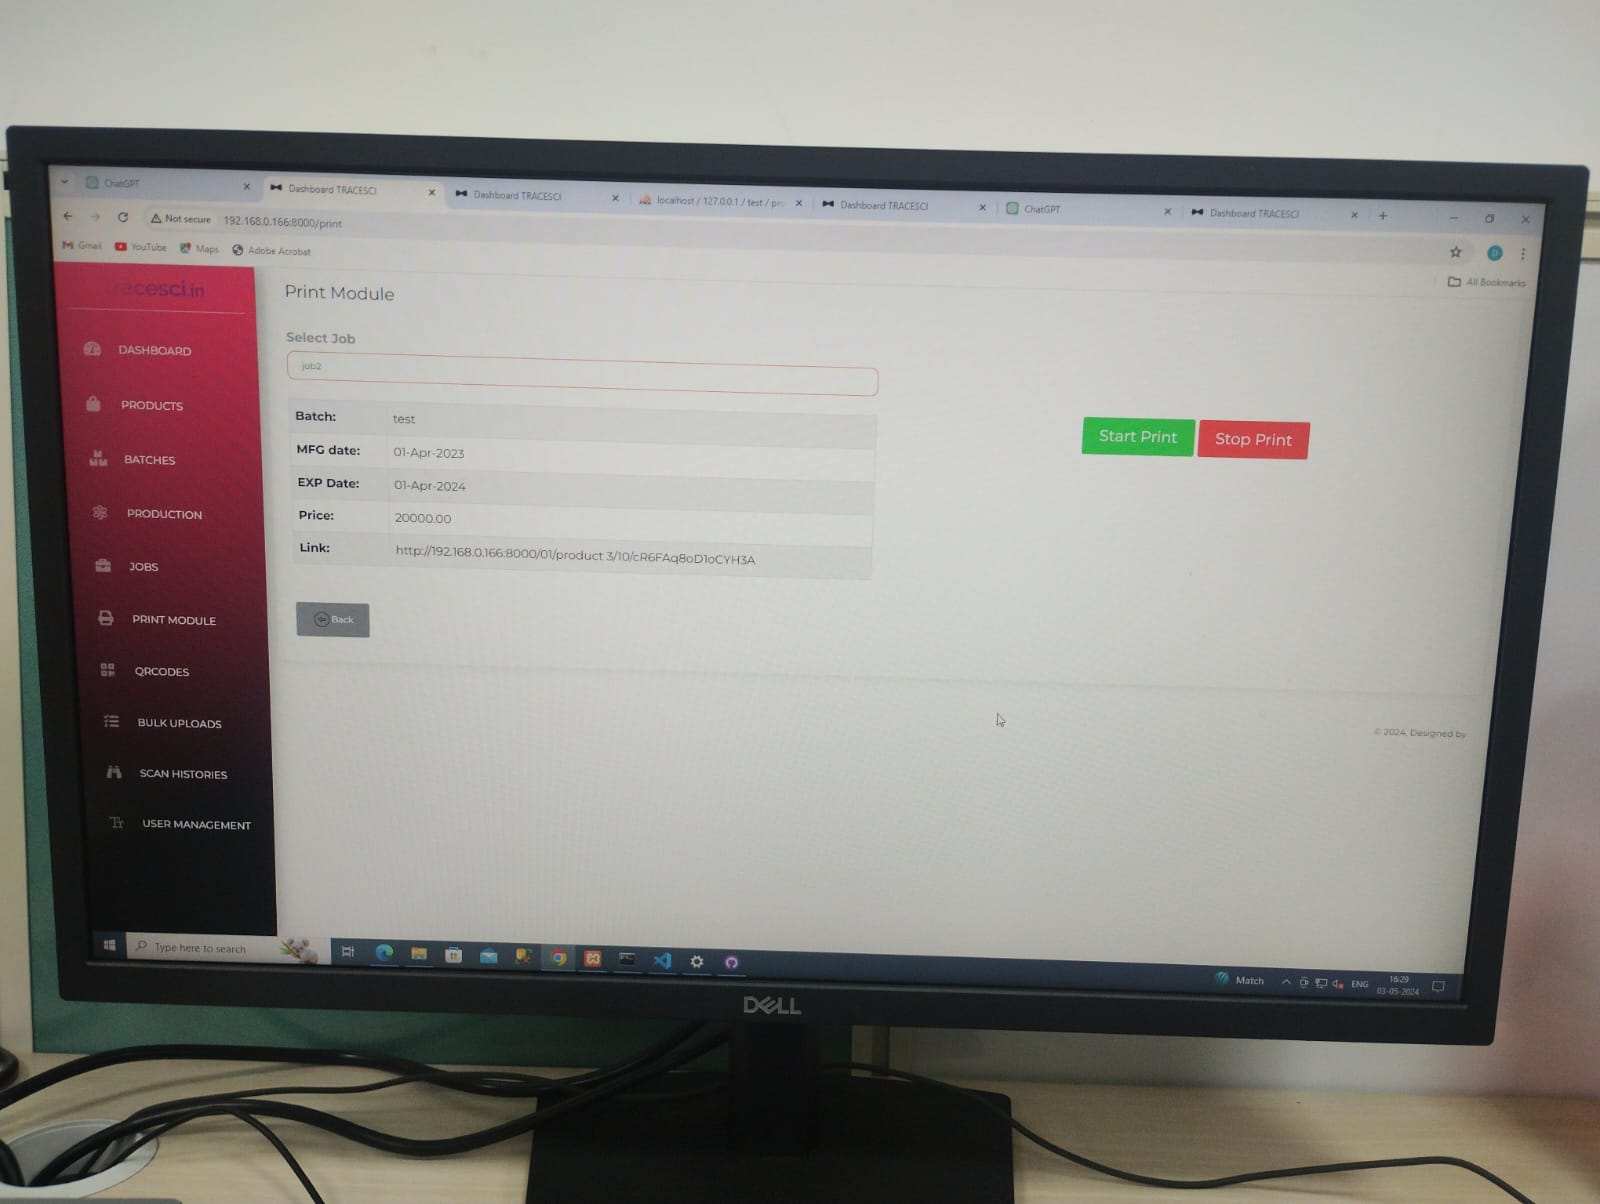 ChatGPT
Dashboard TRACESCI
Dashboard TRACESCI
localhost / 127.0.0.1 / test / pro
Dashboard TRACESCI
ChatGPT
Dashboard TRACESCI
Not secure 192.168.0.166:8000/print
Gmail YouTube Maps Adobe Acrobat
All Bookmarks
tracesci.in
DASHBOARD
PRODUCTS
BATCHES
PRODUCTION
JOBS
PRINT MODULE
QRCODES
BULK UPLOADS
SCAN HISTORIES
USER MANAGEMENT
Print Module
Select Job
job2
Batch: test
MFG date: 01-Apr-2023
EXP Date: 01-Apr-2024
Price: 20000.00
Link: http://192.168.0.166:8000/01/product 3/10/cR6FAq8oD1oCYH3A
Start Print Stop Print
Back
© 2024, Designed by
Type here to search
Match
ENG
16:29
03-05-2024
DELL